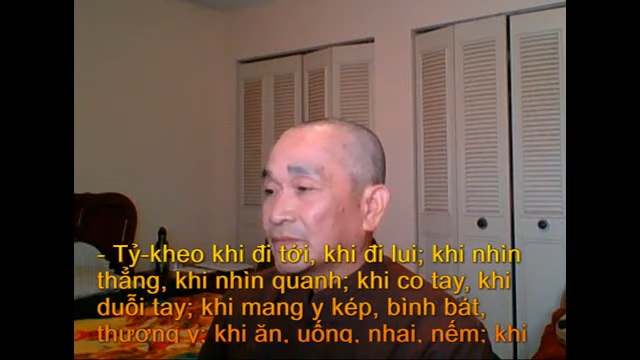 - Tỷ-kheo khi đi tới, khi đi lui; khi nhìn
thẳng, khi nhìn quanh; khi co tay, khi
duỗi tay; khi mang y kép, bình bát,
thượng y; khi ăn, uống, nhai, nếm; khi